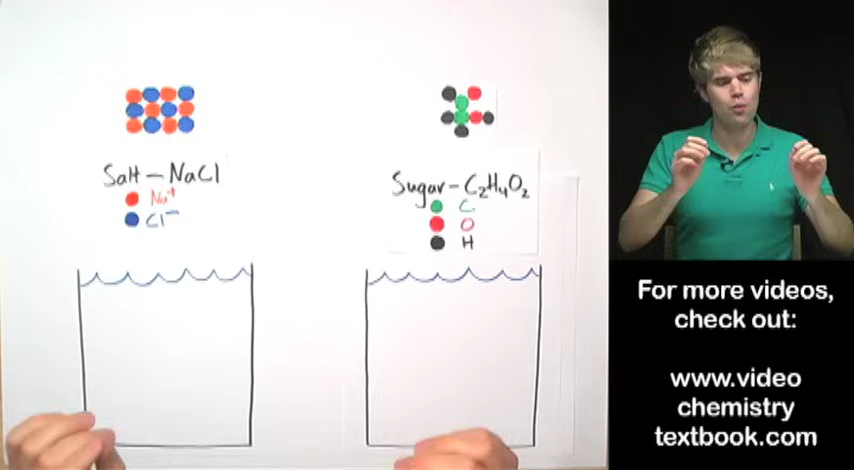 Salt - NaCl
Na⁺
Cl⁻
Sugar - C₂H₄O₂
C
O
H
For more videos,
check out:
www.video
chemistry
textbook.com